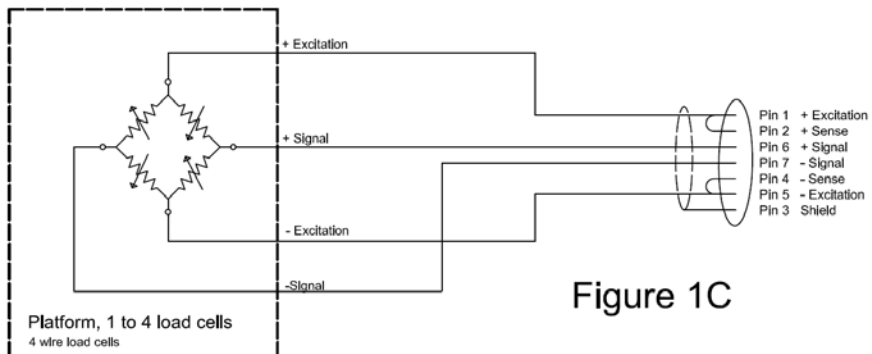 + Excitation
+ Signal
- Excitation
-Signal
Platform, 1 to 4 load cells
4 wire load cells
Pin 1 + Excitation
Pin 2 + Sense
Pin 6 + Signal
Pin 7 - Signal
Pin 4 - Sense
Pin 5 - Excitation
Pin 3 Shield
Figure 1C